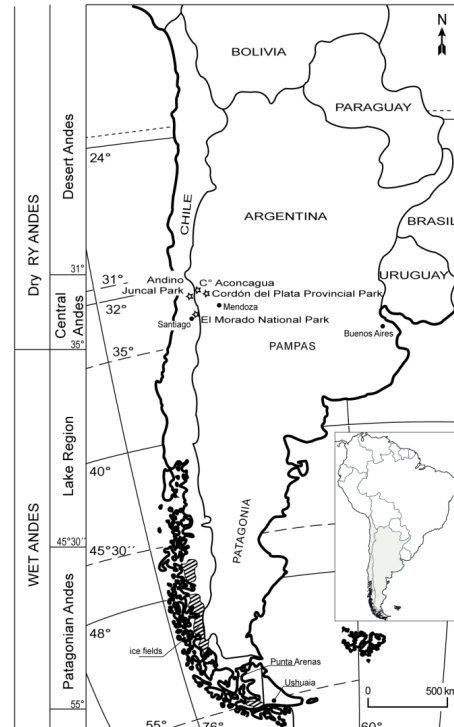 N
BOLIVIA
PARAGUAY
BRASIL
URUGUAY
CHILE
ARGENTINA
PAMPAS
PATAGONIA
Andino
Juncal Park
C° Aconcagua
Cordón del Plata Provincial Park
Mendoza
El Morado National Park
Santiago
Buenos Aires
ice fields
Punta Arenas
Ushuaia
0 500 km
24°
31°
32°
35°
40°
45°30´´
48°
55°
76°
60°
Dry RY ANDES
WET ANDES
Desert Andes
31°
Central
Andes
35°
Lake Region
45°30´
Patagonian Andes
55°